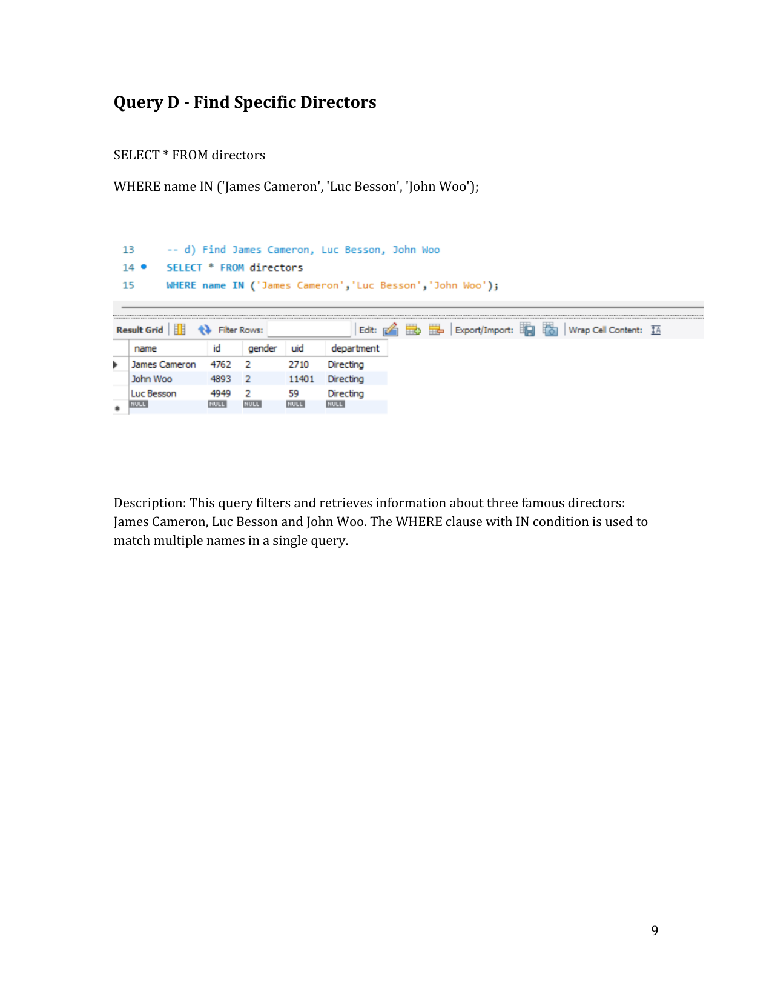 Query D - Find Specific Directors
SELECT * FROM directors
WHERE name IN ('James Cameron', 'Luc Besson', 'John Woo');
13 -- d) Find James Cameron, Luc Besson, John Woo
14 SELECT * FROM directors
15 WHERE name IN ('James Cameron','Luc Besson','John Woo');
Result Grid Filter Rows: Edit: Export/Import: Wrap Cell Content: IA
name id gender uid department
James Cameron 4762 2 2710 Directing
John Woo 4893 2 11401 Directing
Luc Besson 4949 2 59 Directing
NULL NULL NULL NULL NULL
Description: This query filters and retrieves information about three famous directors:
James Cameron, Luc Besson and John Woo. The WHERE clause with IN condition is used to
match multiple names in a single query.
9